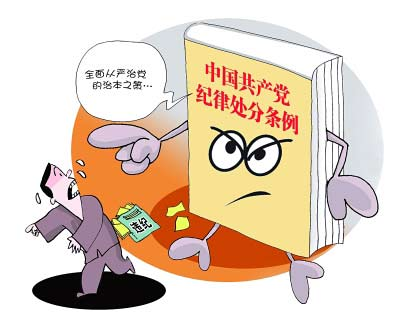 全面从严治党
的治本之策…
中国共产党
纪律处分条例
违纪